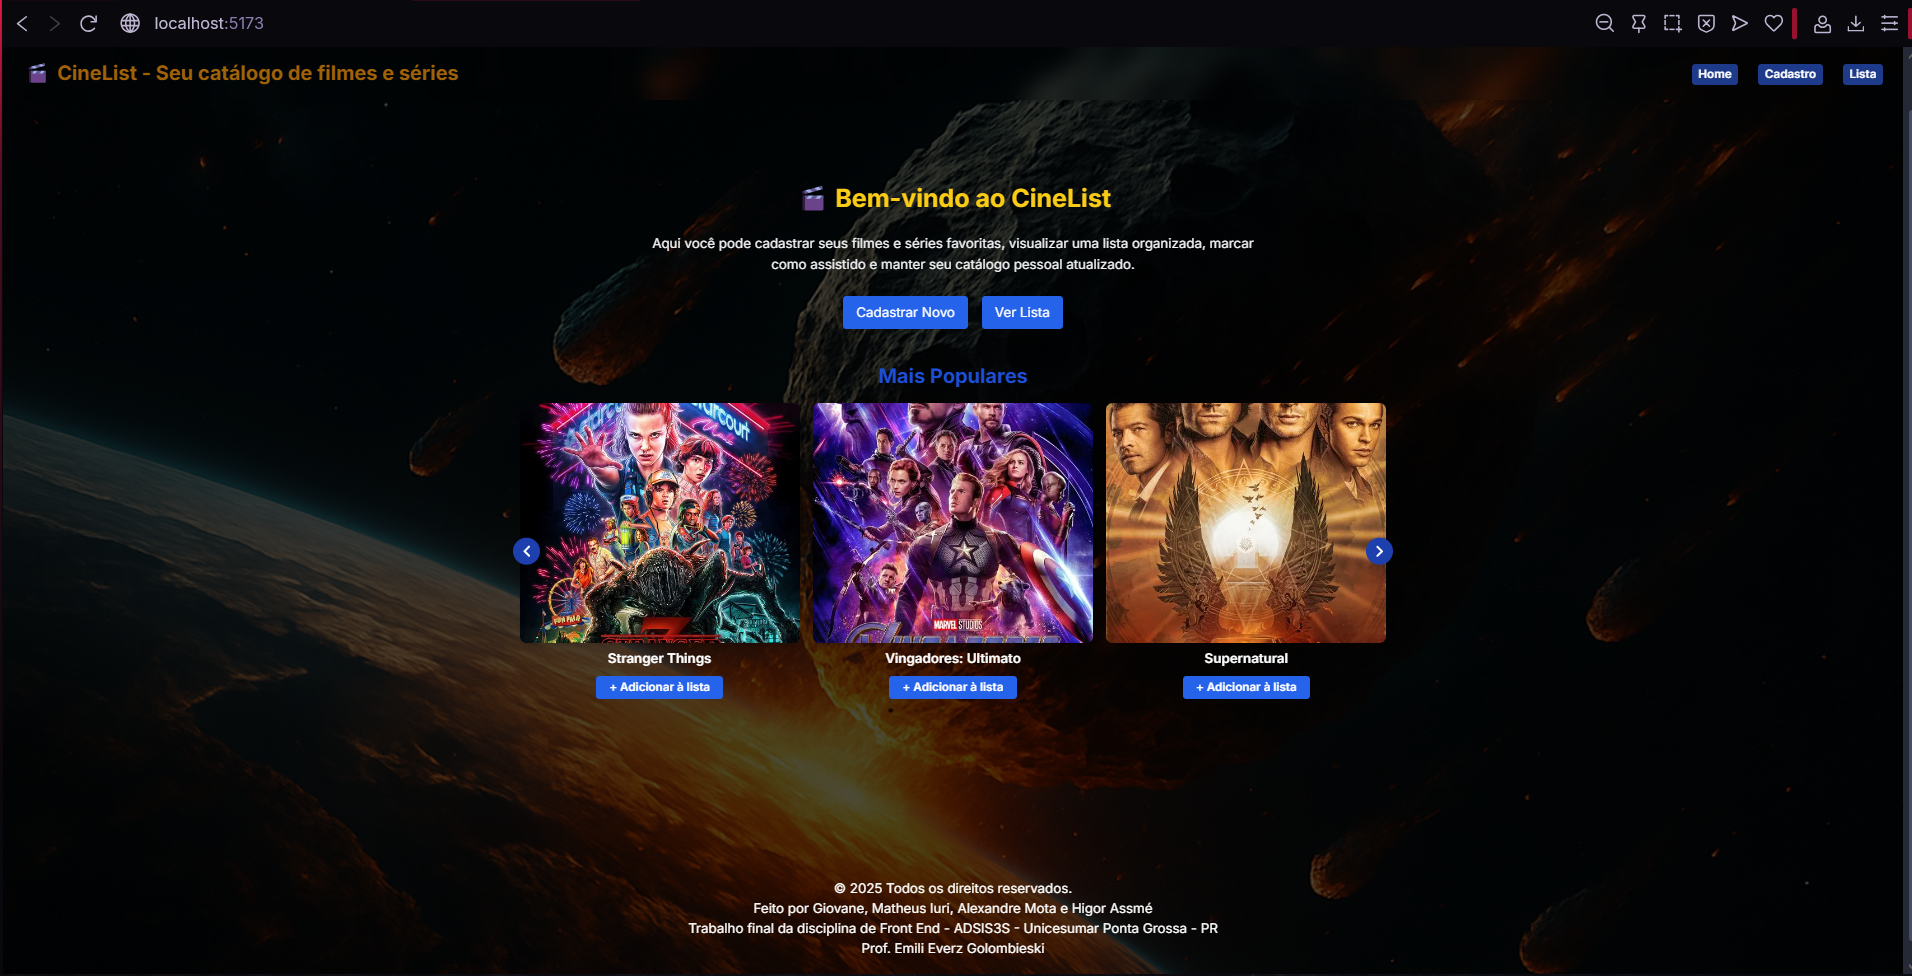 localhost:5173
CineList - Seu catálogo de filmes e séries
Home
Cadastro
Lista
Bem-vindo ao CineList
Aqui você pode cadastrar seus filmes e séries favoritas, visualizar uma lista organizada, marcar
como assistido e manter seu catálogo pessoal atualizado.
Cadastrar Novo
Ver Lista
Mais Populares
MARVEL STUDIOS
Stranger Things
Vingadores: Ultimato
Supernatural
+ Adicionar à lista
+ Adicionar à lista
+ Adicionar à lista
© 2025 Todos os direitos reservados.
Feito por Giovane, Matheus Iuri, Alexandre Mota e Higor Assmé
Trabalho final da disciplina de Front End - ADSIS3S - Unicesumar Ponta Grossa - PR
Prof. Emili Everz Golombieski